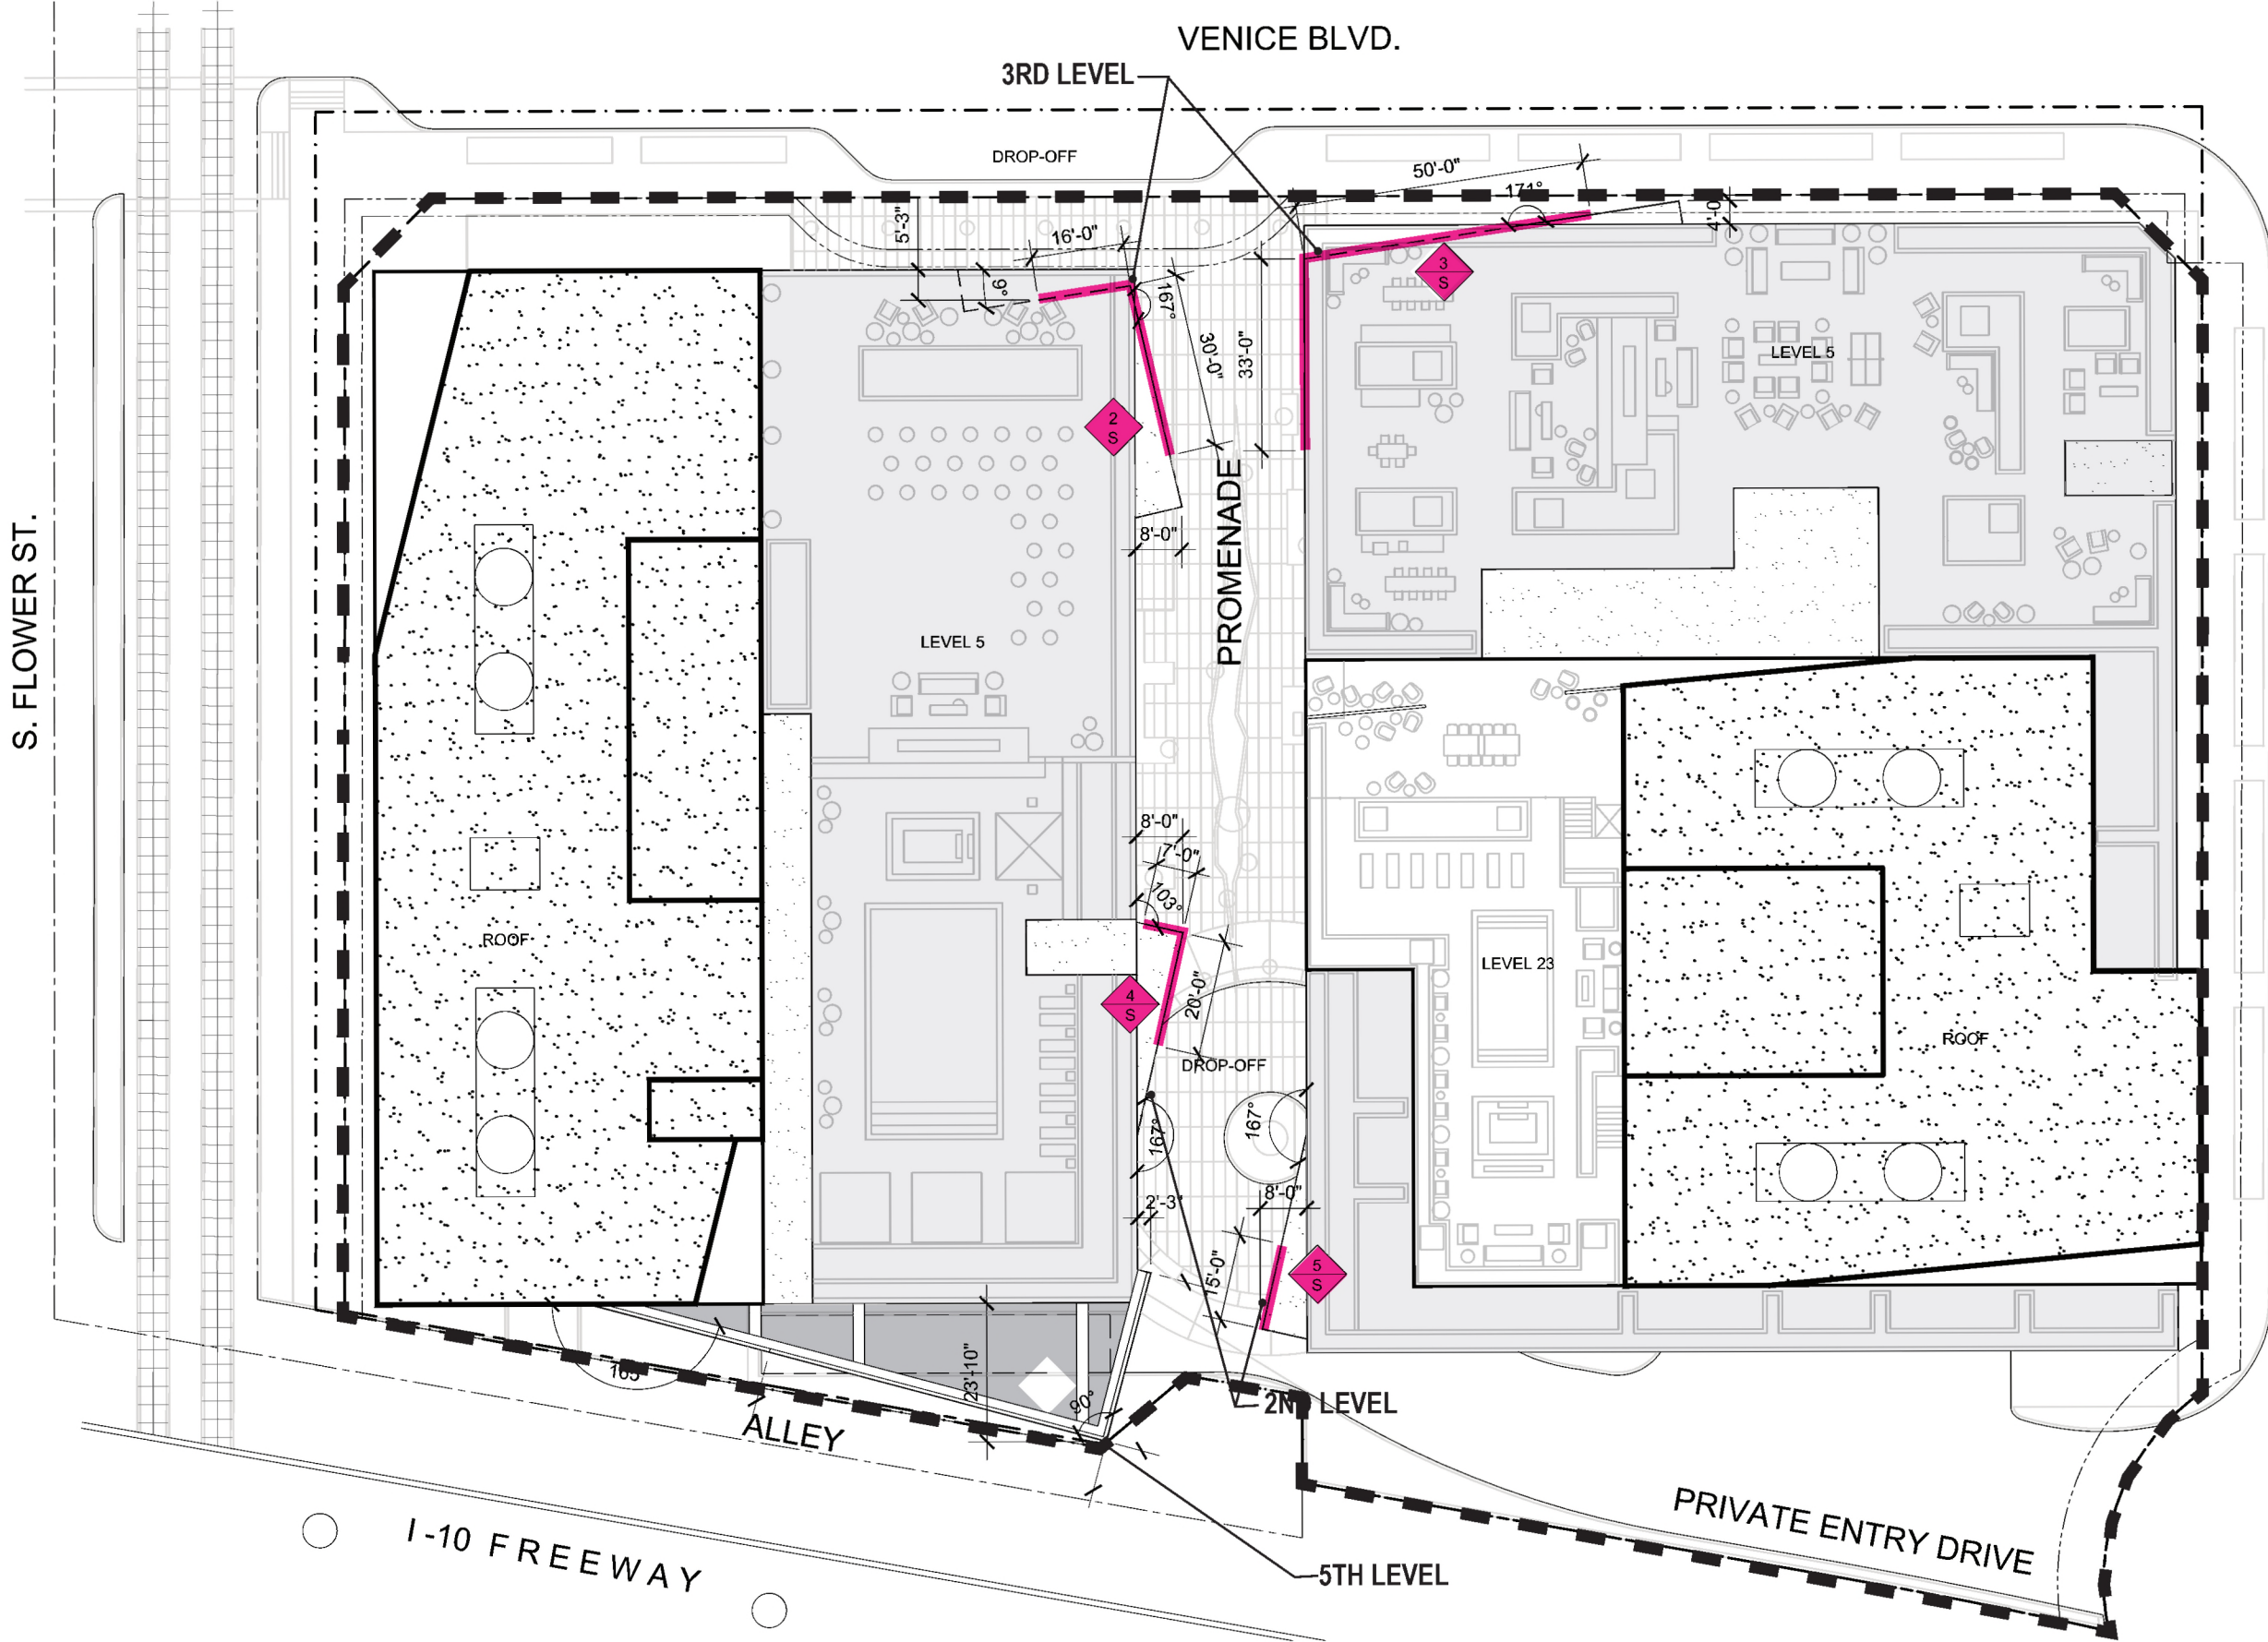 VENICE BLVD.
3RD LEVEL
DROP-OFF
50'-0"
171°
5'-3"
16'-0"
4'-0
9°
167°
30'-0"
33'-0"
3
S
LEVEL 5
2
S
PROMENADE
S. FLOWER ST.
8'-0"
LEVEL 5
8'-0"
7'-0"
103°
ROOF
LEVEL 23
4
S
20'-0"
DROP-OFF
ROOF
167°
167°
8'-0"
2'-3"
15'-0"
5
S
165
23'-10"
90°
2ND LEVEL
ALLEY
I-10 FREEWAY
PRIVATE ENTRY DRIVE
5TH LEVEL